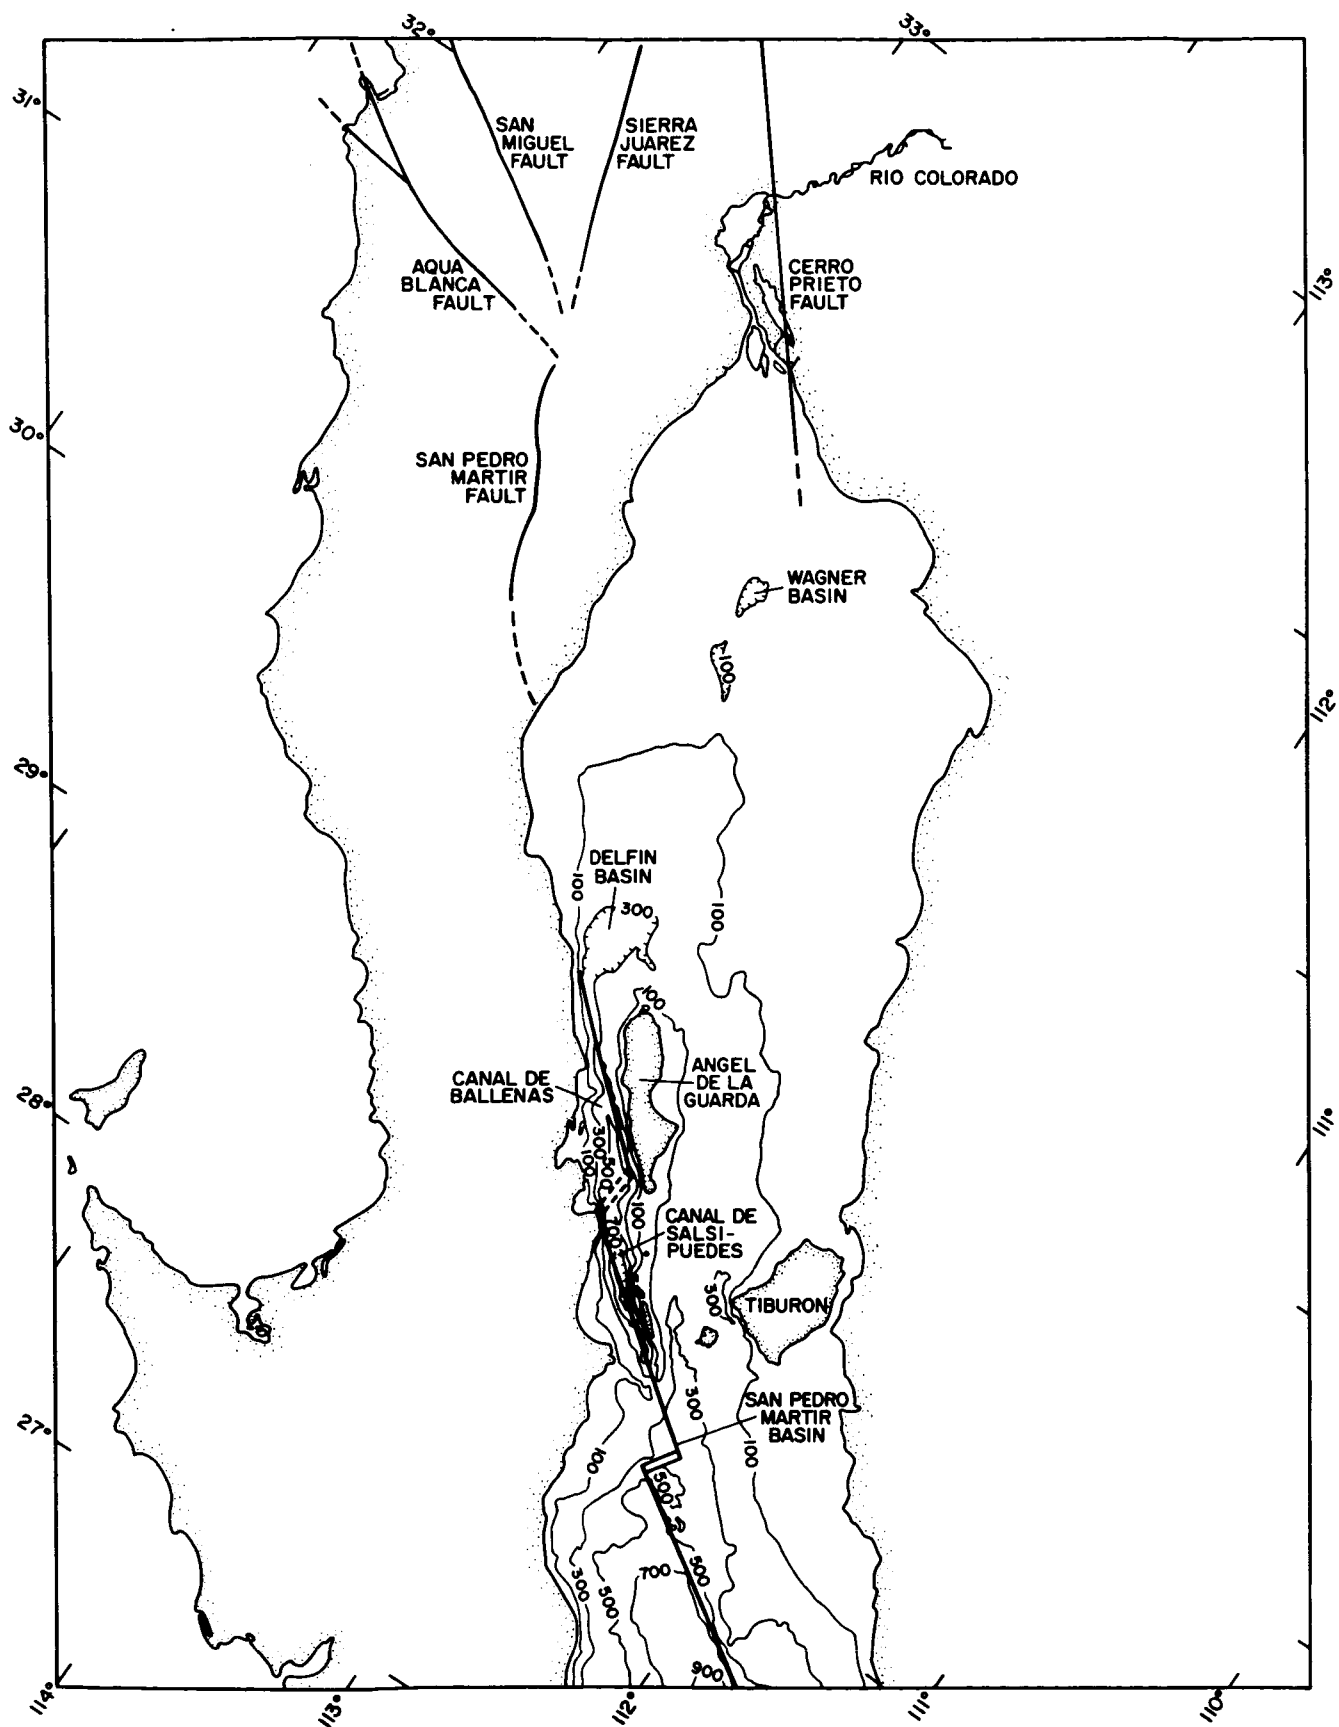 32°
33°
31°
SAN
MIGUEL
FAULT
SIERRA
JUAREZ
FAULT
RIO COLORADO
AQUA
BLANCA
FAULT
CERRO
PRIETO
FAULT
113°
30°
SAN PEDRO
MARTIR
FAULT
WAGNER
BASIN
100
112°
29°
DELFIN
BASIN
100
300
100
100
CANAL DE
BALLENAS
ANGEL
DE LA
GUARDA
28°
111°
300
100
500
100
700
CANAL DE
SALSI-
PUEDES
300
TIBURON
27°
300
SAN PEDRO
MARTIR
BASIN
100
100
500
300
500
700
500
900
114°
113°
112°
111°
110°